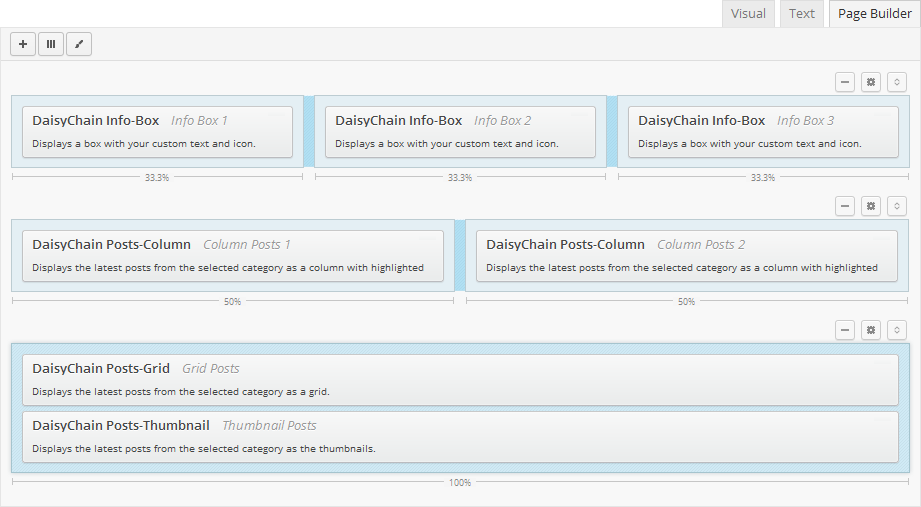 Visual Text Page Builder
DaisyChain Info-Box Info Box 1 DaisyChain Info-Box Info Box 2 DaisyChain Info-Box Info Box 3
Displays a box with your custom text and icon. Displays a box with your custom text and icon. Displays a box with your custom text and icon.
33.3% 33.3% 33.3%
DaisyChain Posts-Column Column Posts 1 DaisyChain Posts-Column Column Posts 2
Displays the latest posts from the selected category as a column with highlighted Displays the latest posts from the selected category as a column with highlighted
50% 50%
DaisyChain Posts-Grid Grid Posts
Displays the latest posts from the selected category as a grid.
DaisyChain Posts-Thumbnail Thumbnail Posts
Displays the latest posts from the selected category as the thumbnails.
100%